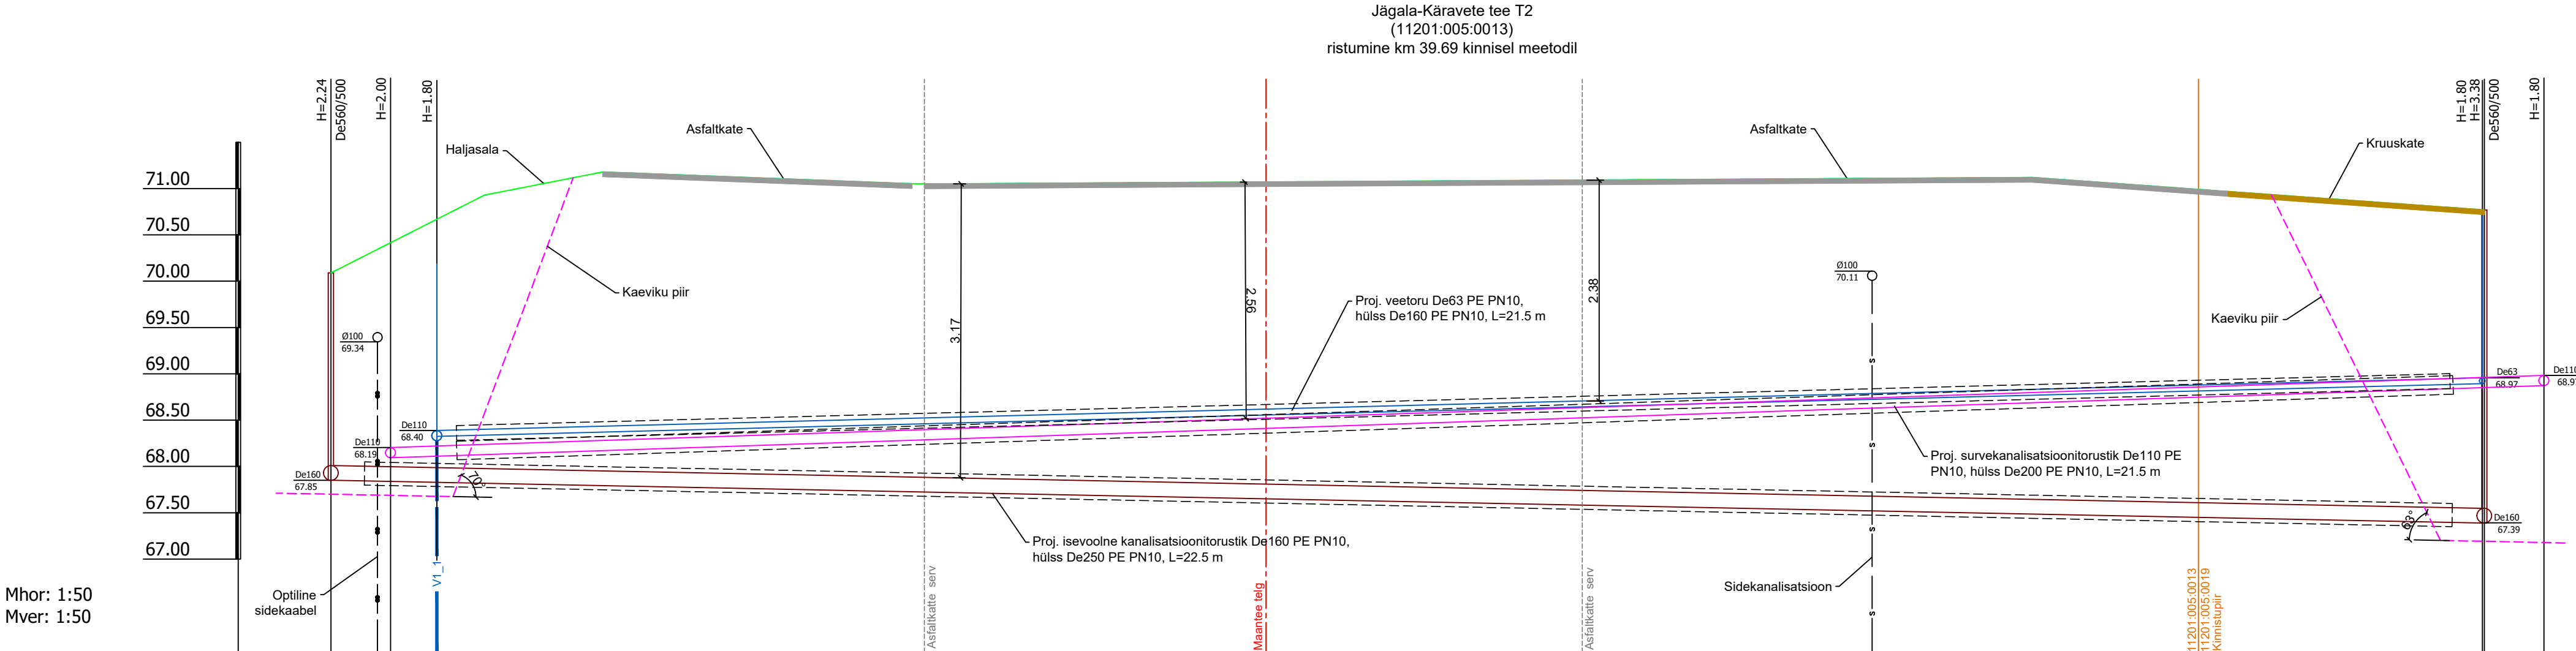 Jägala-Käravete tee T2
(11201:005:0013)
ristumine km 39.69 kinnisel meetodil
H=2.24
De560/500
H=2.00
H=1.80
H=1.80
H=3.38
De560/500
H=1.80
Haljasala
Asfaltkate
Asfaltkate
Kruuskate
71.00
70.50
70.00
69.50
69.00
68.50
68.00
67.50
67.00
Kaeviku piir
Ø100
69.34
3.17
2.56
2.38
Proj. veetoru De63 PE PN10,
hülss De160 PE PN10, L=21.5 m
Ø100
70.11
Kaeviku piir
De110
68.40
De110
68.19
De160
67.85
70°
De63
68.97
De110
Proj. survekanalisatsioonitorustik De110 PE
PN10, hülss De200 PE PN10, L=21.5 m
63°
De160
67.39
Proj. isevoolne kanalisatsioonitorustik De160 PE PN10,
hülss De250 PE PN10, L=22.5 m
Optiline
sidekaabel
V1_1
Asfaltkatte serv
Maantee telg
Asfaltkatte serv
Sidekanalisatsioon
s
s
s
s
11201:005:0013
11201:005:0019
Kinnistupiir
Mhor: 1:50
Mver: 1:50